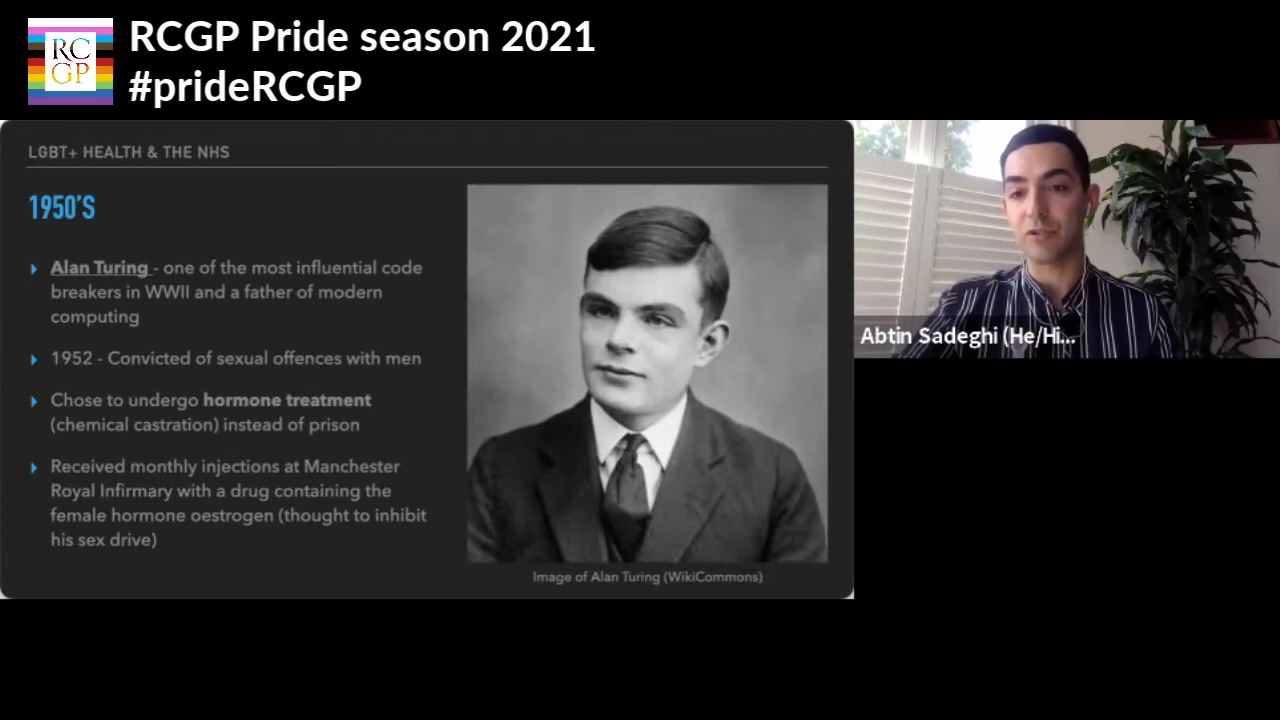 RC
GP
RCGP Pride season 2021
#prideRCGP
LGBT+ HEALTH & THE NHS
1950'S
Alan Turing - one of the most influential code
breakers in WWII and a father of modern
computing
1952 - Convicted of sexual offences with men
Chose to undergo hormone treatment
(chemical castration) instead of prison
Received monthly injections at Manchester
Royal Infirmary with a drug containing the
female hormone oestrogen (thought to inhibit
his sex drive)
Image of Alan Turing (WikiCommons)
Abtin Sadeghi (He/Hi...